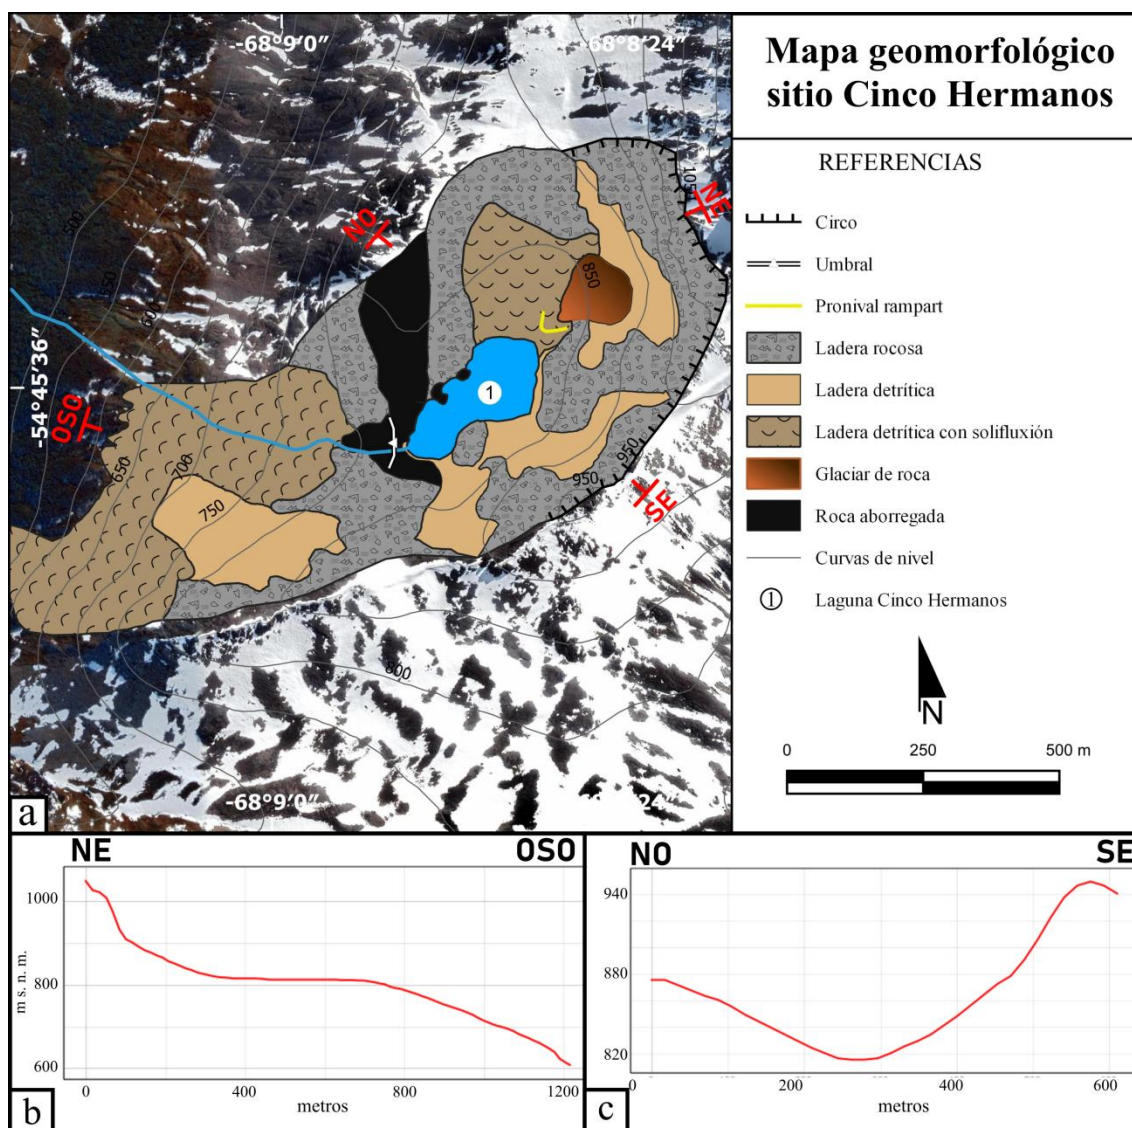 -68°9′0″
-68°8′24″
-54°45′36″
NO
NE
OSO
SE
500
600
650
700
750
850
950
950
800
1
-68°9′0″
24″
a
Mapa geomorfológico
sitio Cinco Hermanos
REFERENCIAS
Circo
Umbral
Pronival rampart
Ladera rocosa
Ladera detrítica
Ladera detrítica con solifluxión
Glaciar de roca
Roca aborregada
Curvas de nivel
1 Laguna Cinco Hermanos
N
0 250 500 m
NE OSO
1000
800
600
m s. n. m.
0 400 800 1200
metros
b
NO SE
940
880
820
200 400 600
metros
c